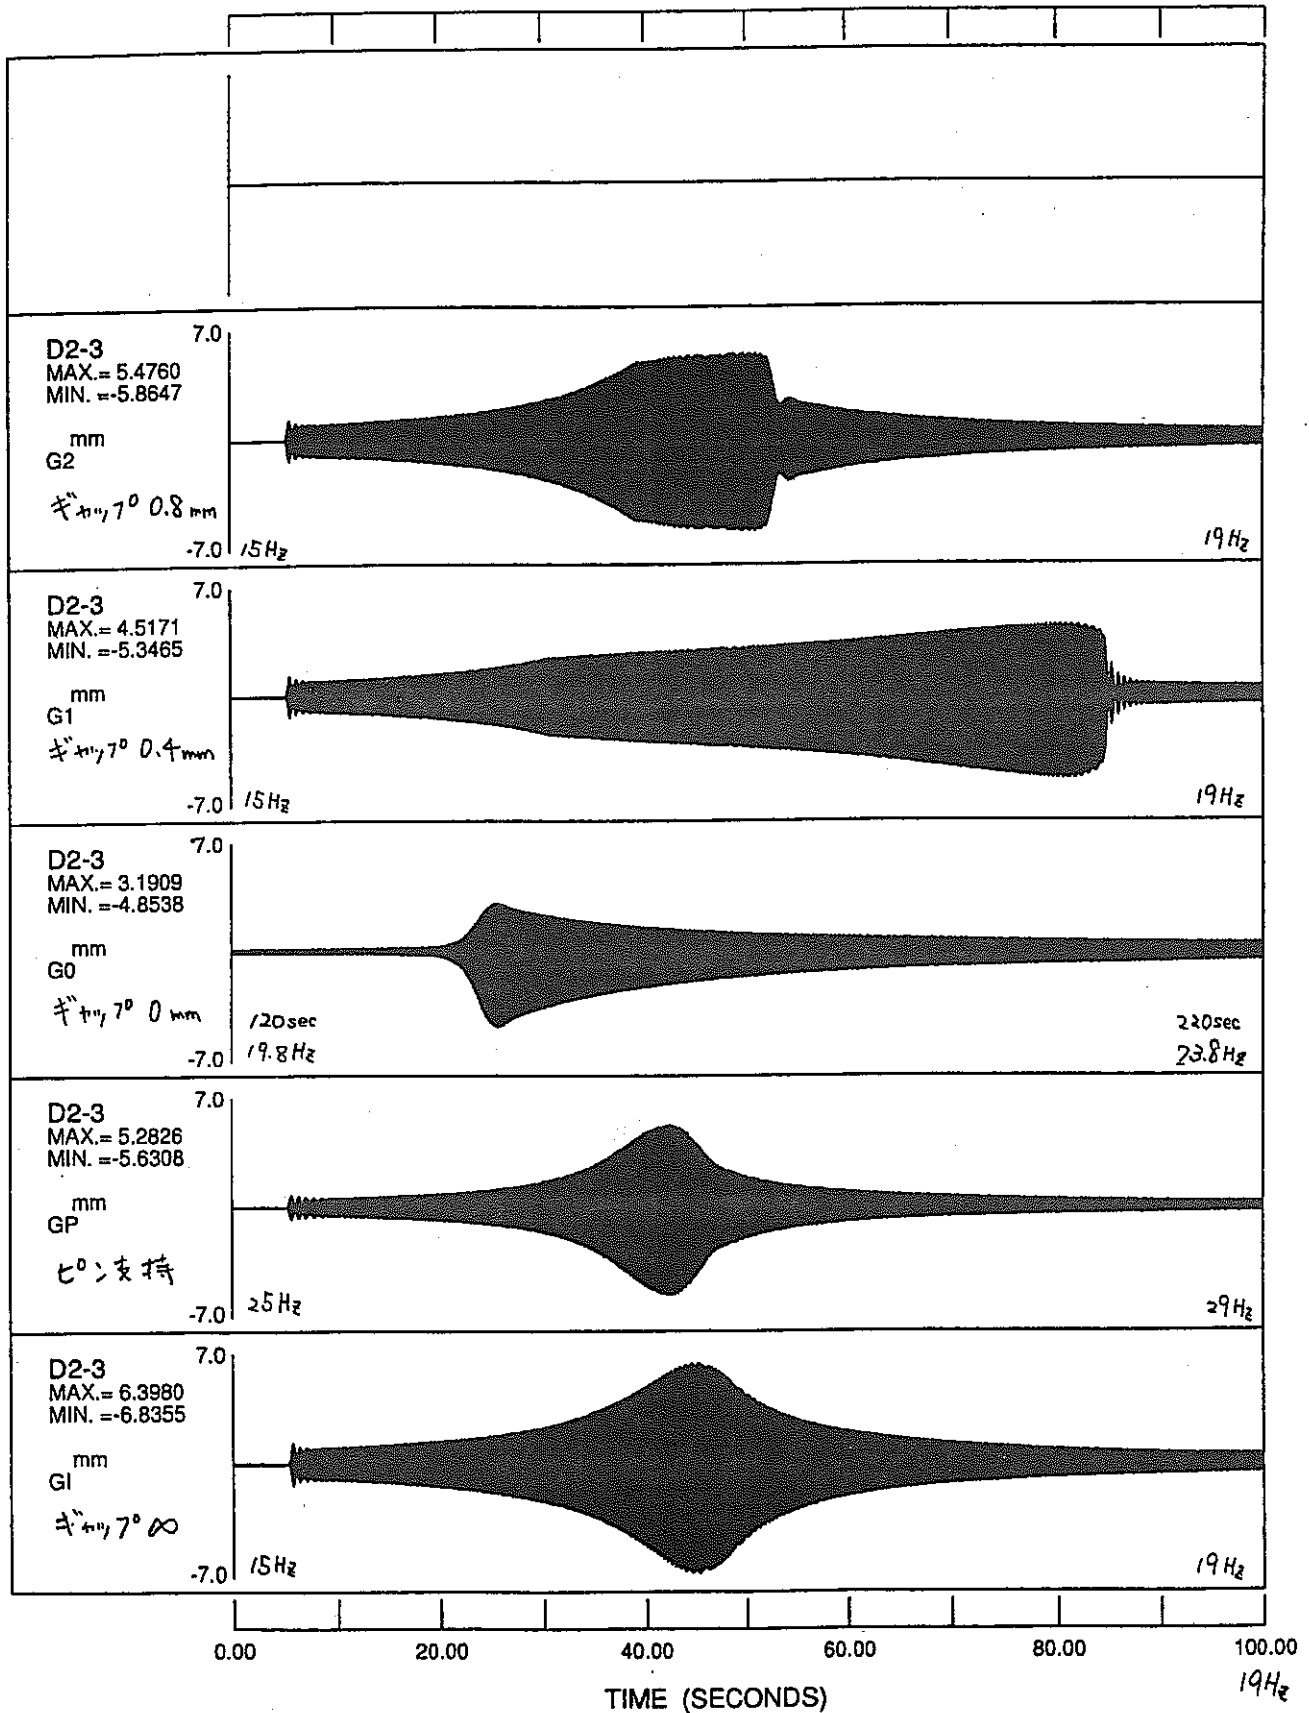 7.0
D2-3
MAX.= 5.4760
MIN. =-5.8647
mm
G2
ギャップ 0.8mm
-7.0
15Hz
19Hz
7.0
D2-3
MAX.= 4.5171
MIN. =-5.3465
mm
G1
ギャップ 0.4mm
-7.0
15Hz
19Hz
7.0
D2-3
MAX.= 3.1909
MIN. =-4.8538
mm
G0
ギャップ 0 mm
120sec
220sec
-7.0
19.8Hz
23.8Hz
7.0
D2-3
MAX.= 5.2826
MIN. =-5.6308
mm
GP
ピン支持
-7.0
25Hz
29Hz
7.0
D2-3
MAX.= 6.3980
MIN. =-6.8355
mm
GI
ギャップ ∞
-7.0
15Hz
19Hz
0.00 20.00 40.00 60.00 80.00 100.00
TIME (SECONDS)
19Hz